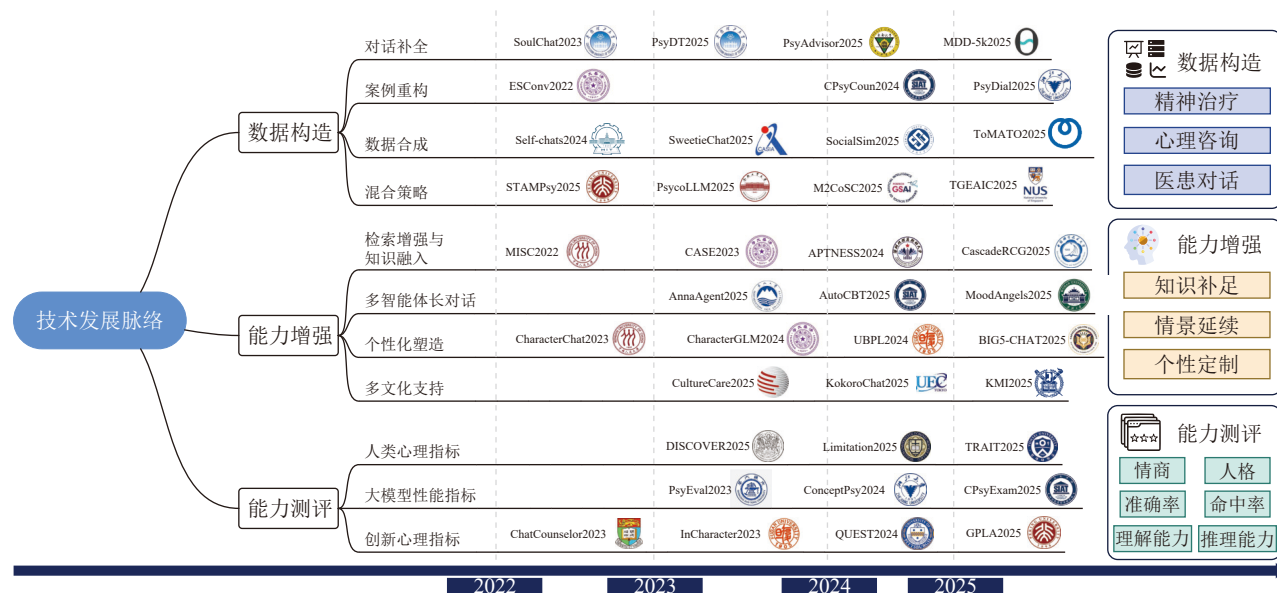 技术发展脉络
数据构造
对话补全
SoulChat2023
PsyDT2025
PsyAdvisor2025
MDD-5k2025
案例重构
ESConv2022
CPsyCoun2024
PsyDial2025
数据合成
Self-chats2024
SweetieChat2025
SocialSim2025
ToMATO2025
混合策略
STAMPsy2025
PsycoLLM2025
M2CoSC2025
GSAI
TGEAIC2025
NUS
能力增强
检索增强与
知识融入
MISC2022
CASE2023
APTNESS2024
CascadeRCG2025
多智能体长对话
AnnaAgent2025
AutoCBT2025
MoodAngels2025
个性化塑造
CharacterChat2023
CharacterGLM2024
UBPL2024
BIG5-CHAT2025
多文化支持
CultureCare2025
KokoroChat2025
UEC
KMI2025
能力测评
人类心理指标
DISCOVER2025
Limitation2025
TRAIT2025
大模型性能指标
PsyEval2023
ConceptPsy2024
CPsyExam2025
创新心理指标
ChatCounselor2023
InCharacter2023
QUEST2024
GPLA2025
2022
2023
2024
2025
数据构造
精神治疗
心理咨询
医患对话
能力增强
知识补足
情景延续
个性定制
能力测评
情商
人格
准确率
命中率
理解能力
推理能力